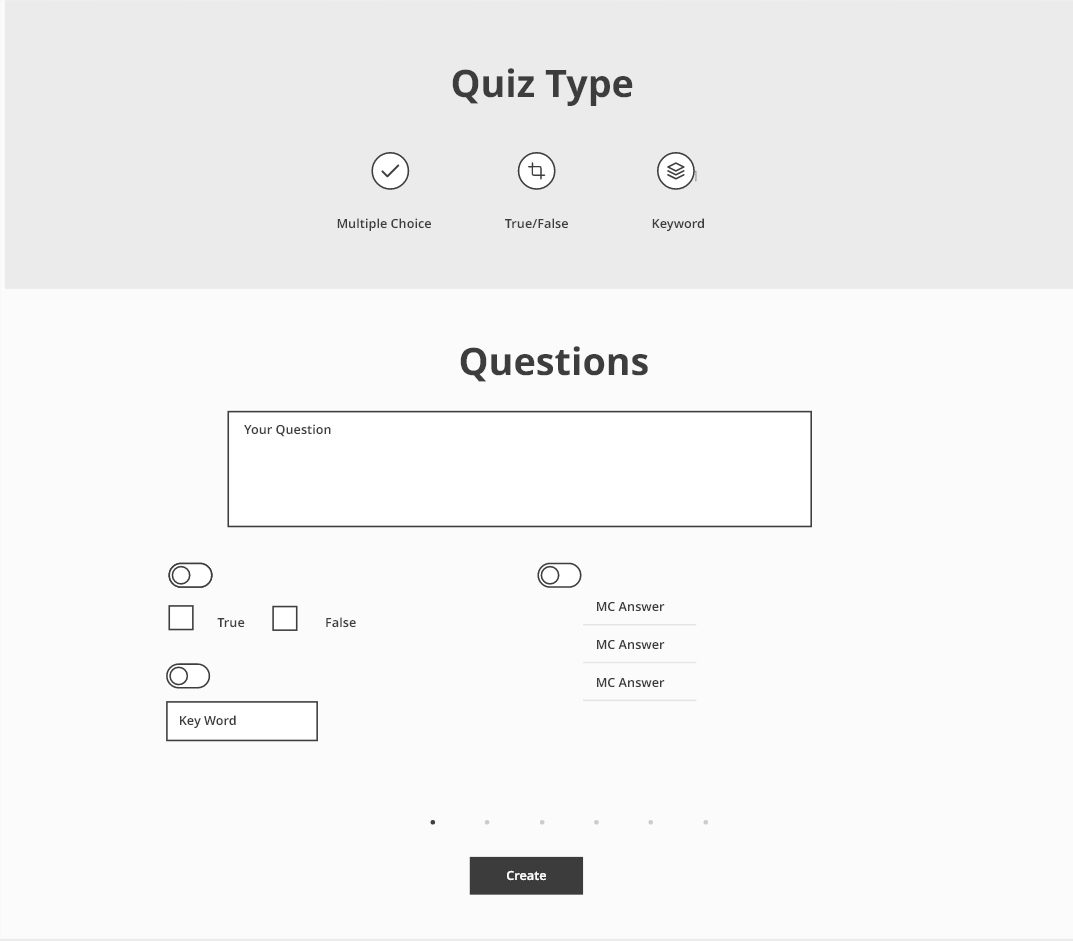 Quiz Type
Multiple Choice
True/False
Keyword
Questions
Your Question
True
False
MC Answer
MC Answer
MC Answer
Key Word
Create